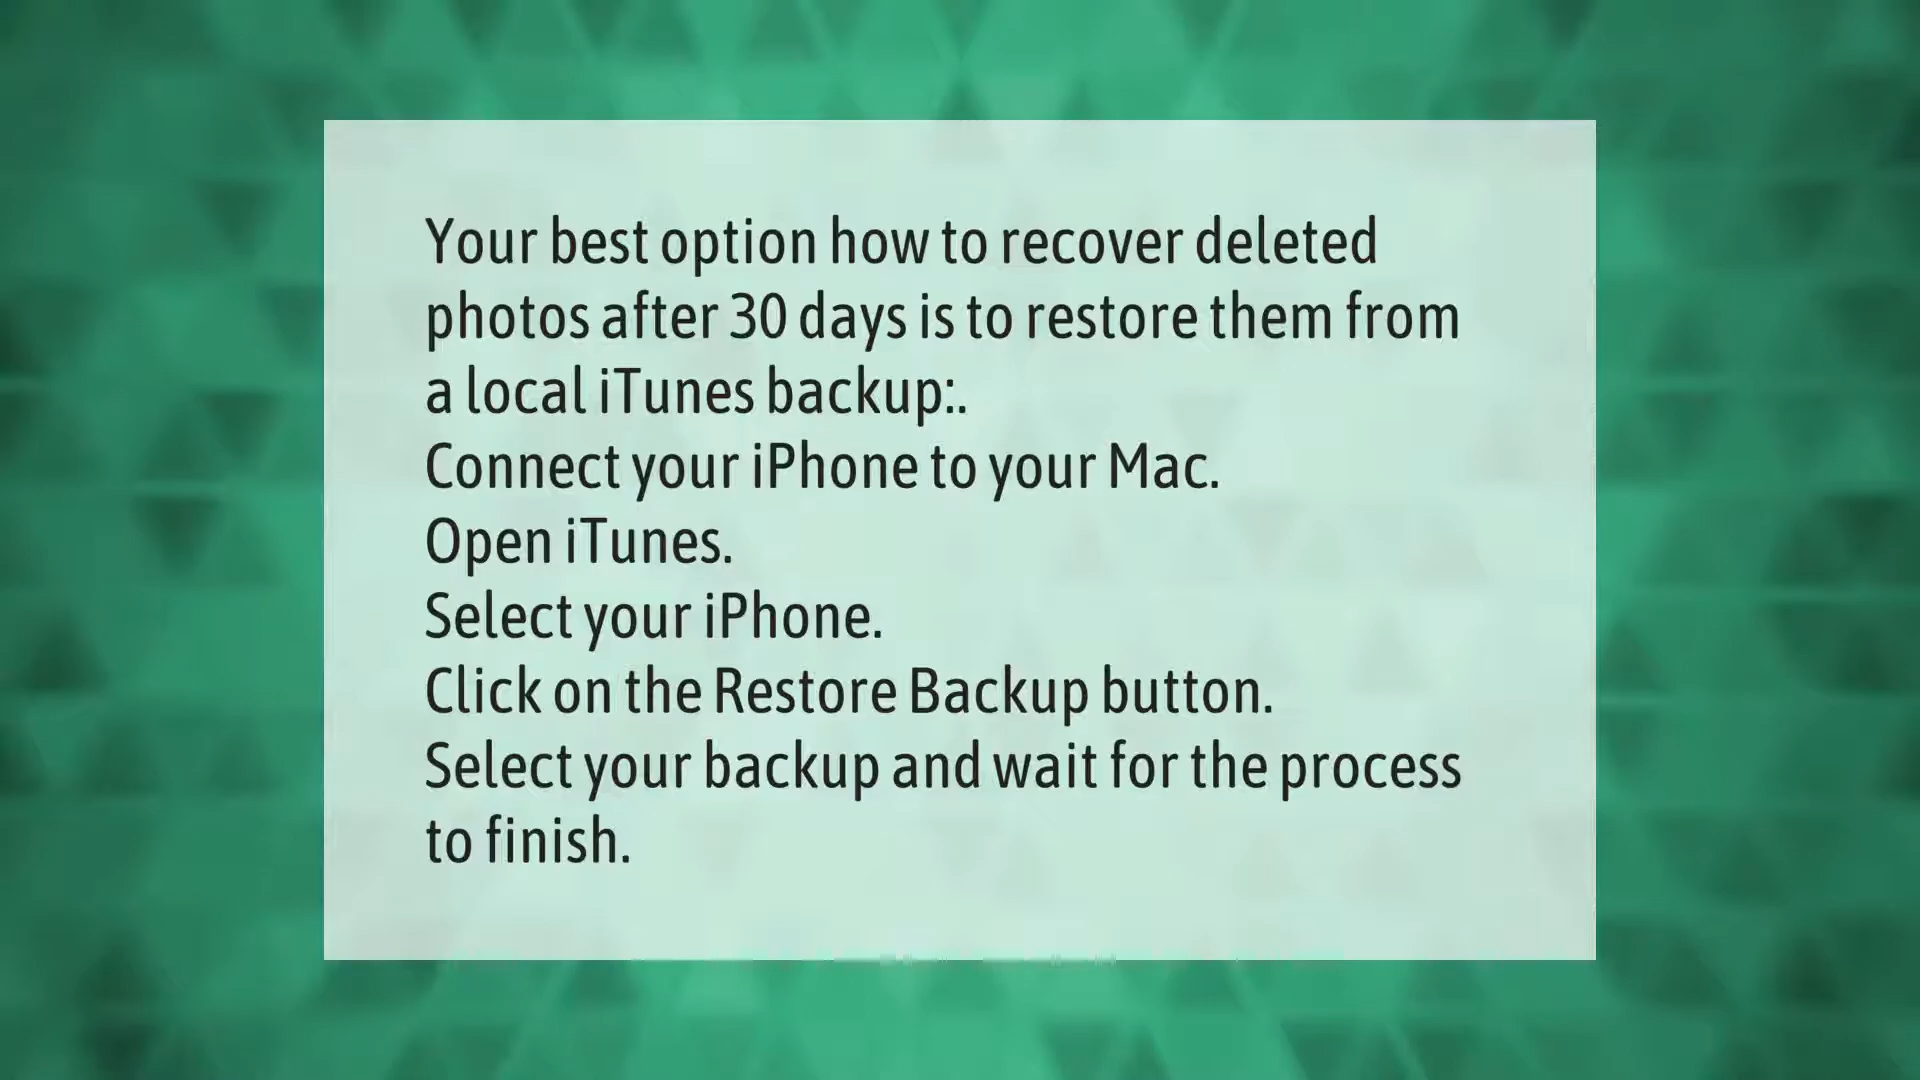 Your best option how to recover deleted
photos after 30 days is to restore them from
a local iTunes backup:.
Connect your iPhone to your Mac.
Open iTunes.
Select your iPhone.
Click on the Restore Backup button.
Select your backup and wait for the process
to finish.